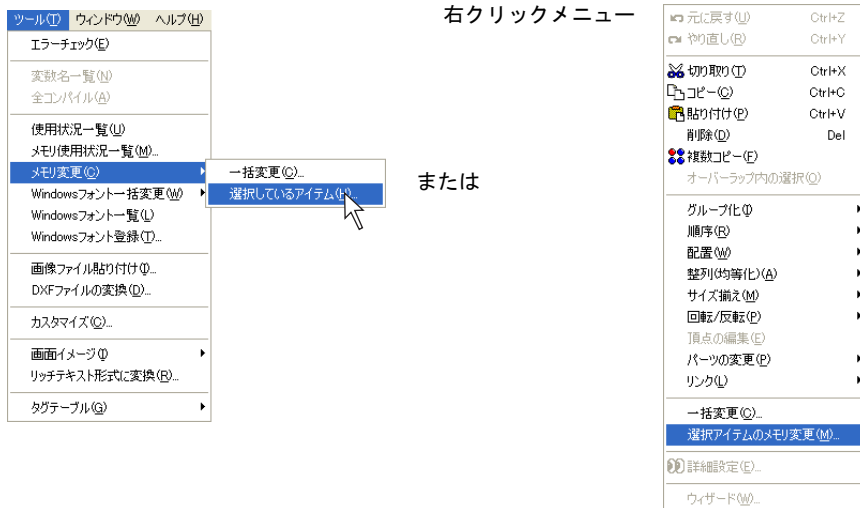 ツール(T) ウィンドウ(W) ヘルプ(H)
エラーチェック(E)
変数名一覧(N)
全コンパイル(A)
使用状況一覧(U)
メモリ使用状況一覧(M)...
メモリ変更(C)
Windowsフォント一括変更(W)
Windowsフォント一覧(L)
Windowsフォント登録(T)...
画像ファイル貼り付け(I)...
DXFファイルの変換(D)...
カスタマイズ(C)...
画面イメージ(I)
リッチテキスト形式に変換(R)...
タグテーブル(G)
一括変更(C)...
選択しているアイテム(H)...
または
右クリックメニュー
元に戻す(U) Ctrl+Z
やり直し(R) Ctrl+Y
切り取り(T) Ctrl+X
コピー(C) Ctrl+C
貼り付け(P) Ctrl+V
削除(D) Del
複数コピー(F)
オーバーラップ内の選択(O)
グループ化(I)
順序(R)
配置(W)
整列(均等化)(A)
サイズ揃え(M)
回転/反転(P)
頂点の編集(E)
パーツの変更(P)
リンク(L)
一括変更(C)...
選択アイテムのメモリ変更(M)...
詳細設定(E)...
ウィザード(W)...